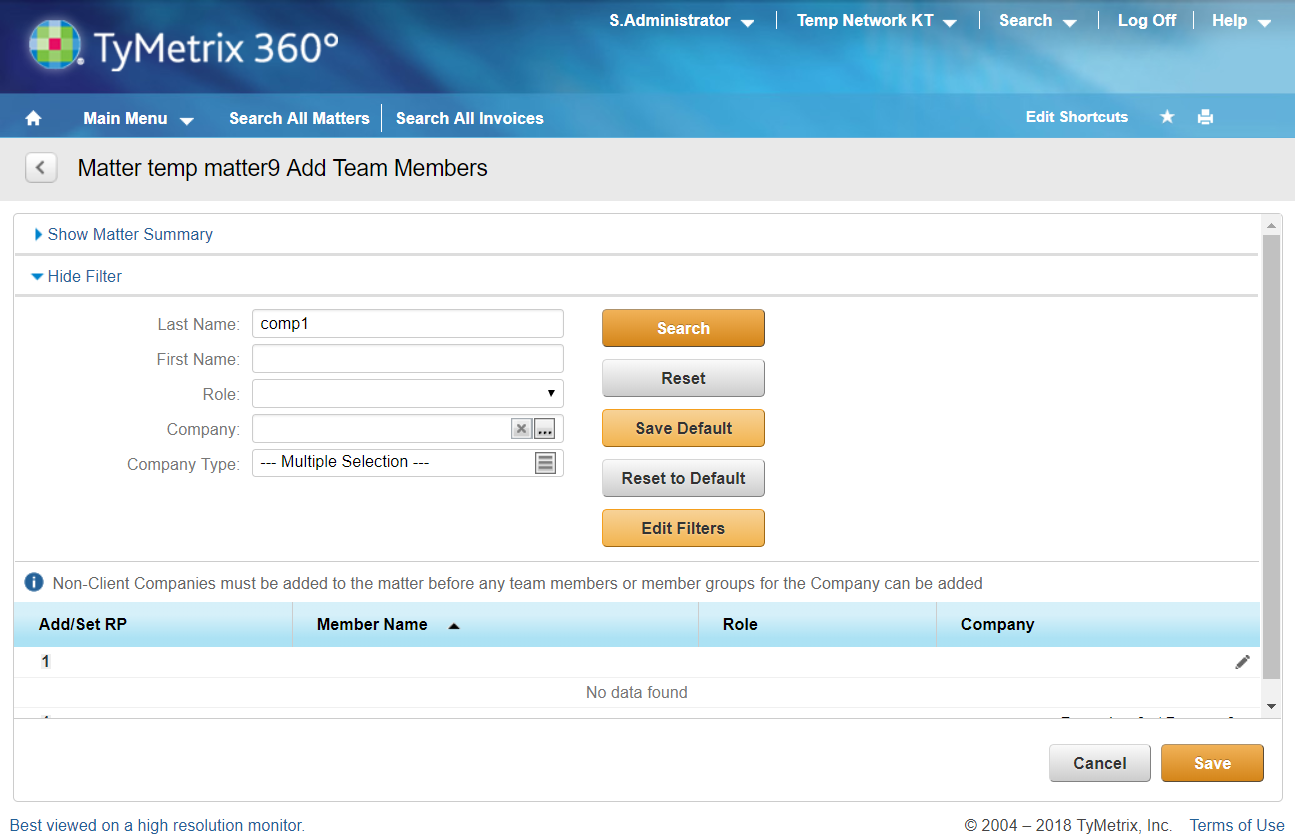 S.Administrator Temp Network KT Search Log Off Help
TyMetrix 360°
Main Menu Search All Matters Search All Invoices Edit Shortcuts
Matter temp matter9 Add Team Members
Show Matter Summary
Hide Filter
Last Name: comp1 Search
First Name:
Reset
Role:
Company: ... Save Default
Company Type: --- Multiple Selection ---
Reset to Default
Edit Filters
Non-Client Companies must be added to the matter before any team members or member groups for the Company can be added
Add/Set RP Member Name Role Company
1
No data found
Cancel Save
Best viewed on a high resolution monitor. © 2004 – 2018 TyMetrix, Inc. Terms of Use